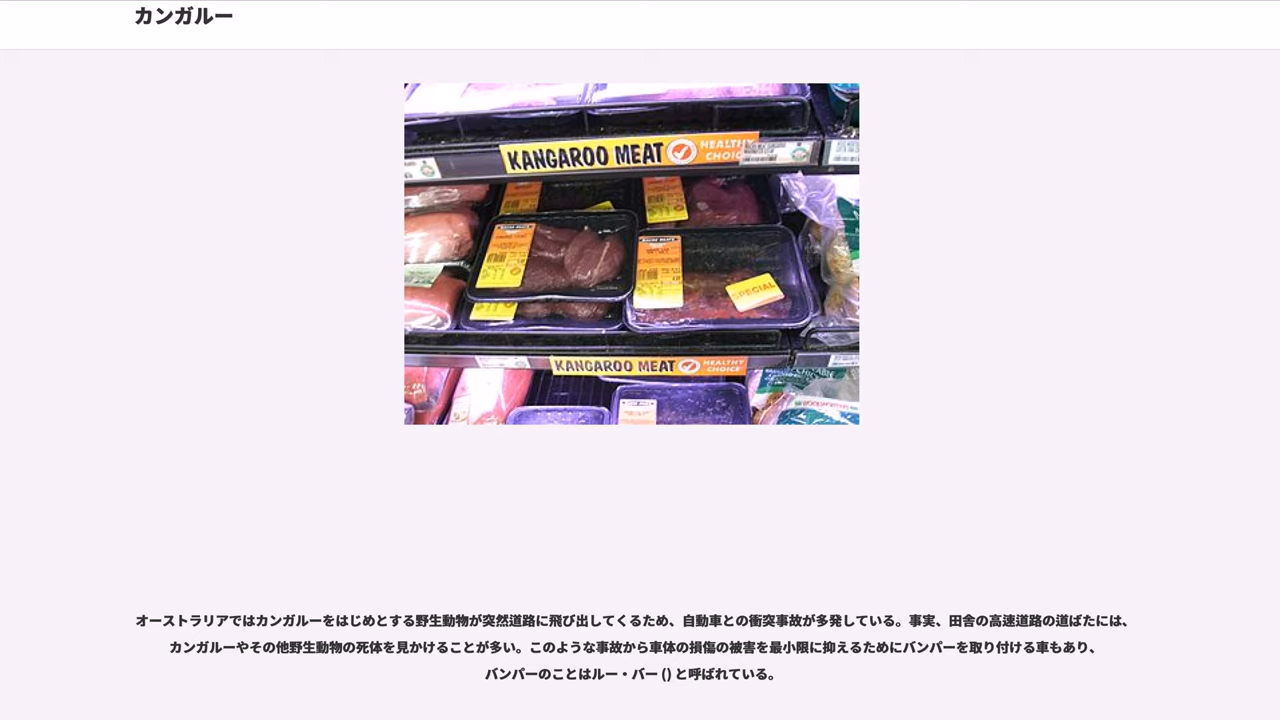 カンガルー
KANGAROO MEAT HEALTHY CHOICE
SPECIAL
KANGAROO MEAT HEALTHY CHOICE
オーストラリアではカンガルーをはじめとする野生動物が突然道路に飛び出してくるため、自動車との衝突事故が多発している。事実、田舎の高速道路の道ばたには、
カンガルーやその他野生動物の死体を見かけることが多い。このような事故から車体の損傷の被害を最小限に抑えるためにバンパーを取り付ける車もあり、
バンパーのことはルー・バー () と呼ばれている。